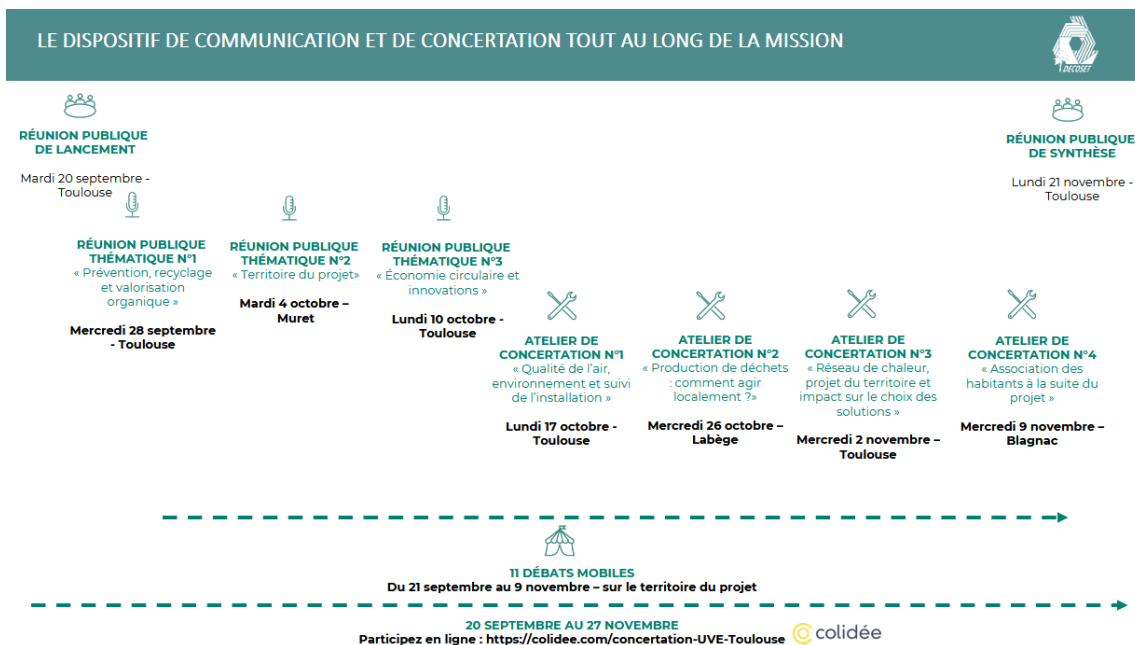 LE DISPOSITIF DE COMMUNICATION ET DE CONCERTATION TOUT AU LONG DE LA MISSION
DECOSET
RÉUNION PUBLIQUE
DE LANCEMENT
Mardi 20 septembre -
Toulouse
RÉUNION PUBLIQUE
DE SYNTHÈSE
Lundi 21 novembre -
Toulouse
RÉUNION PUBLIQUE
THÉMATIQUE N°1
« Prévention, recyclage
et valorisation
organique »
Mercredi 28 septembre
- Toulouse
RÉUNION PUBLIQUE
THÉMATIQUE N°2
« Territoire du projet»
Mardi 4 octobre –
Muret
RÉUNION PUBLIQUE
THÉMATIQUE N°3
« Économie circulaire et
innovations »
Lundi 10 octobre -
Toulouse
ATELIER DE
CONCERTATION N°1
« Qualité de l’air,
environnement et suivi
de l’installation »
Lundi 17 octobre -
Toulouse
ATELIER DE
CONCERTATION N°2
« Production de déchets
: comment agir
localement ?»
Mercredi 26 octobre –
Labège
ATELIER DE
CONCERTATION N°3
« Réseau de chaleur,
projet du territoire et
impact sur le choix des
solutions »
Mercredi 2 novembre –
Toulouse
ATELIER DE
CONCERTATION N°4
« Association des
habitants à la suite du
projet »
Mercredi 9 novembre –
Blagnac
11 DÉBATS MOBILES
Du 21 septembre au 9 novembre – sur le territoire du projet
20 SEPTEMBRE AU 27 NOVEMBRE
Participez en ligne : https://colidee.com/concertation-UVE-Toulouse
colidée